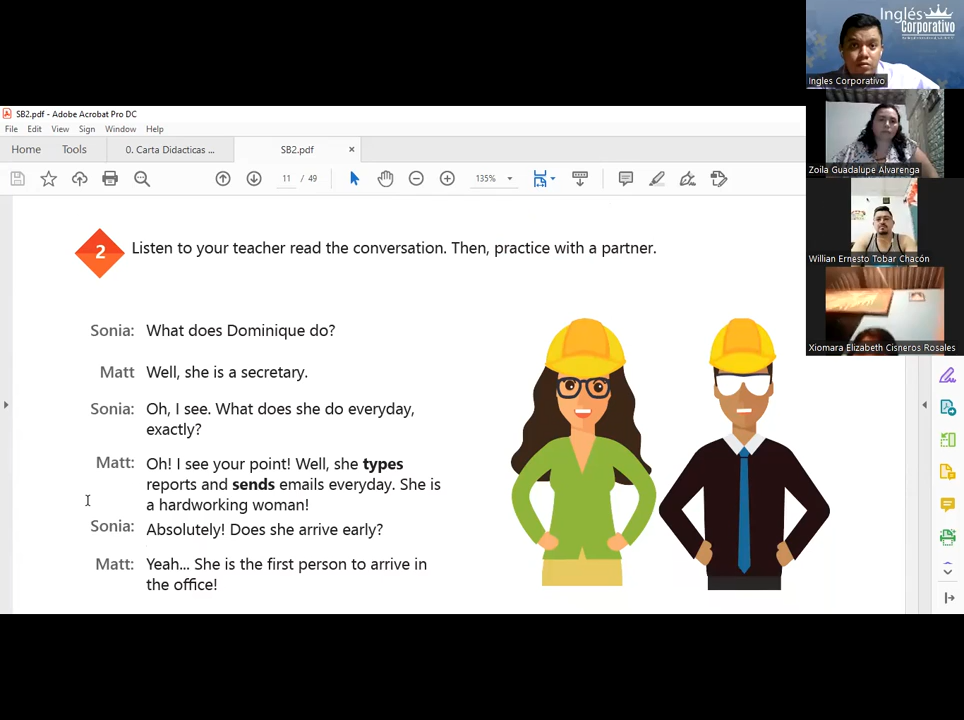 Inglés
Corporativo
Ingles Corporativo
SB2.pdf - Adobe Acrobat Pro DC
File Edit View Sign Window Help
Home Tools 0. Carta Didacticas ... SB2.pdf ×
11 / 49 135%
Zoila Guadalupe Alvarenga
Willian Ernesto Tobar Chacón
Xiomara Elizabeth Cisneros Rosales
2 Listen to your teacher read the conversation. Then, practice with a partner.
Sonia: What does Dominique do?
Matt Well, she is a secretary.
Sonia: Oh, I see. What does she do everyday,
exactly?
Matt: Oh! I see your point! Well, she types
reports and sends emails everyday. She is
a hardworking woman!
Sonia: Absolutely! Does she arrive early?
Matt: Yeah... She is the first person to arrive in
the office!